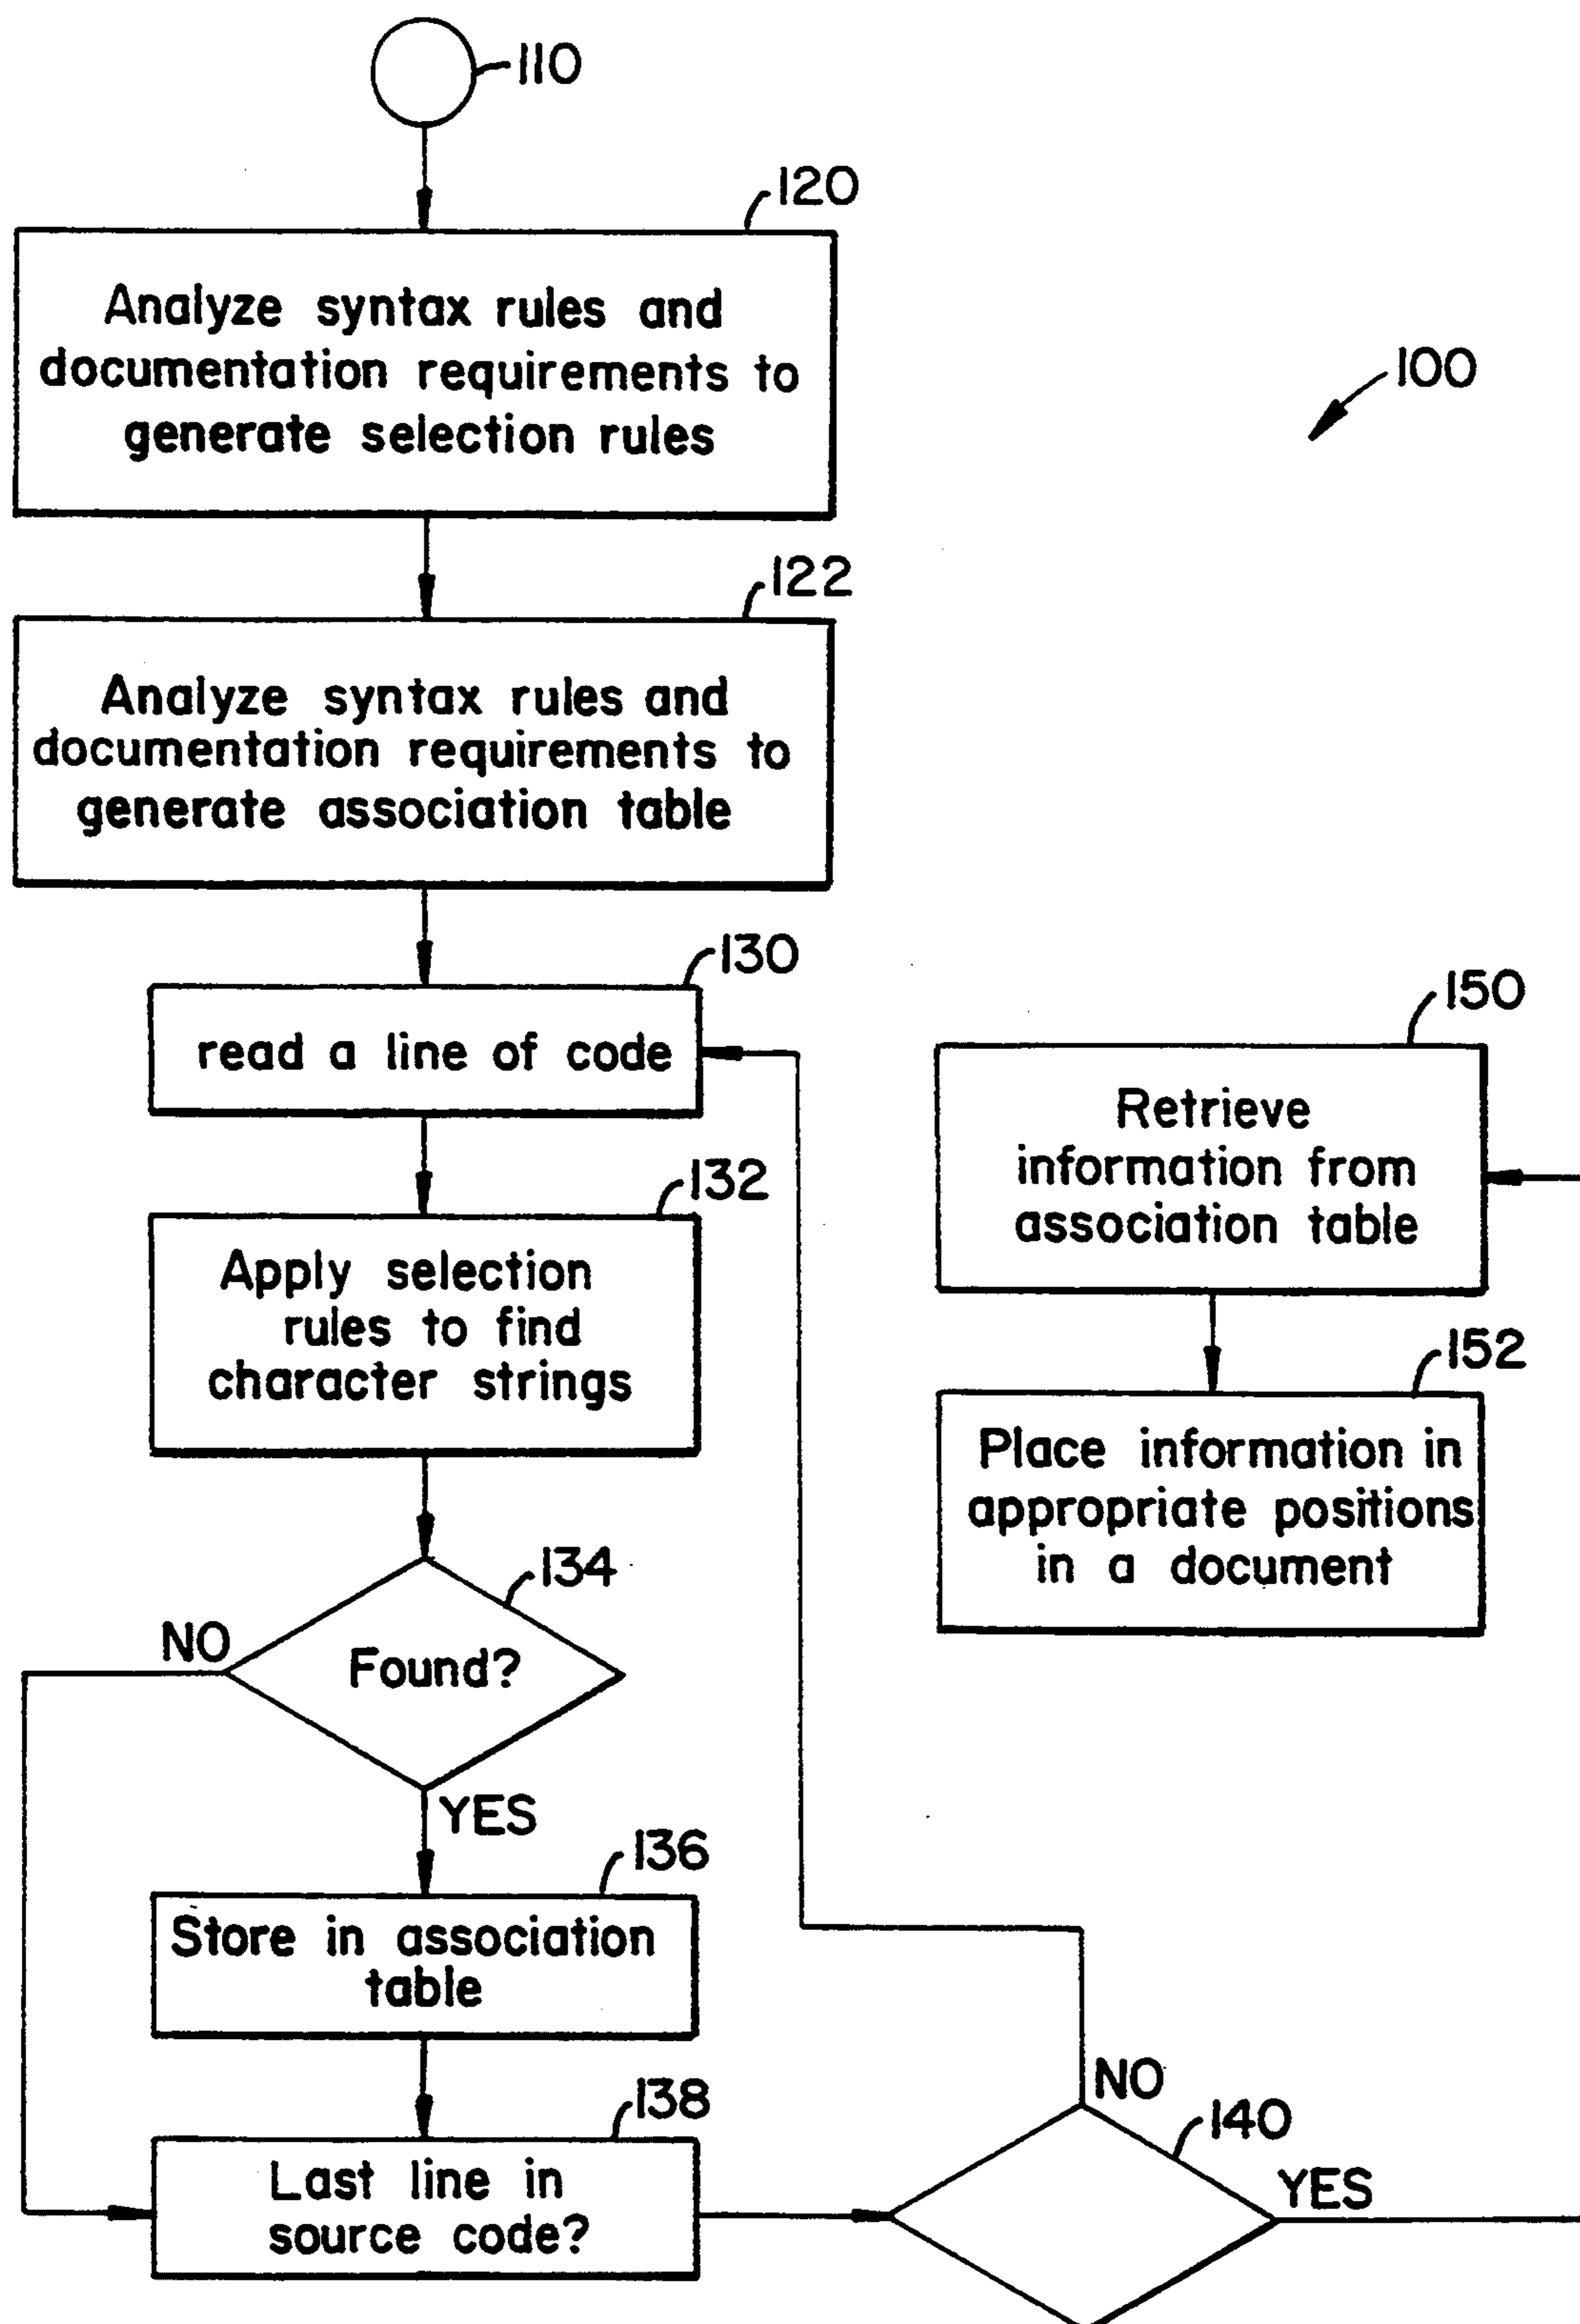 110
120
Analyze syntax rules and
documentation requirements to
generate selection rules
100
122
Analyze syntax rules and
documentation requirements to
generate association table
130
read a line of code
132
Apply selection
rules to find
character strings
134
NO
Found?
YES
136
Store in association
table
138
Last line in
source code?
NO
140
YES
150
Retrieve
information from
association table
152
Place information in
appropriate positions
in a document